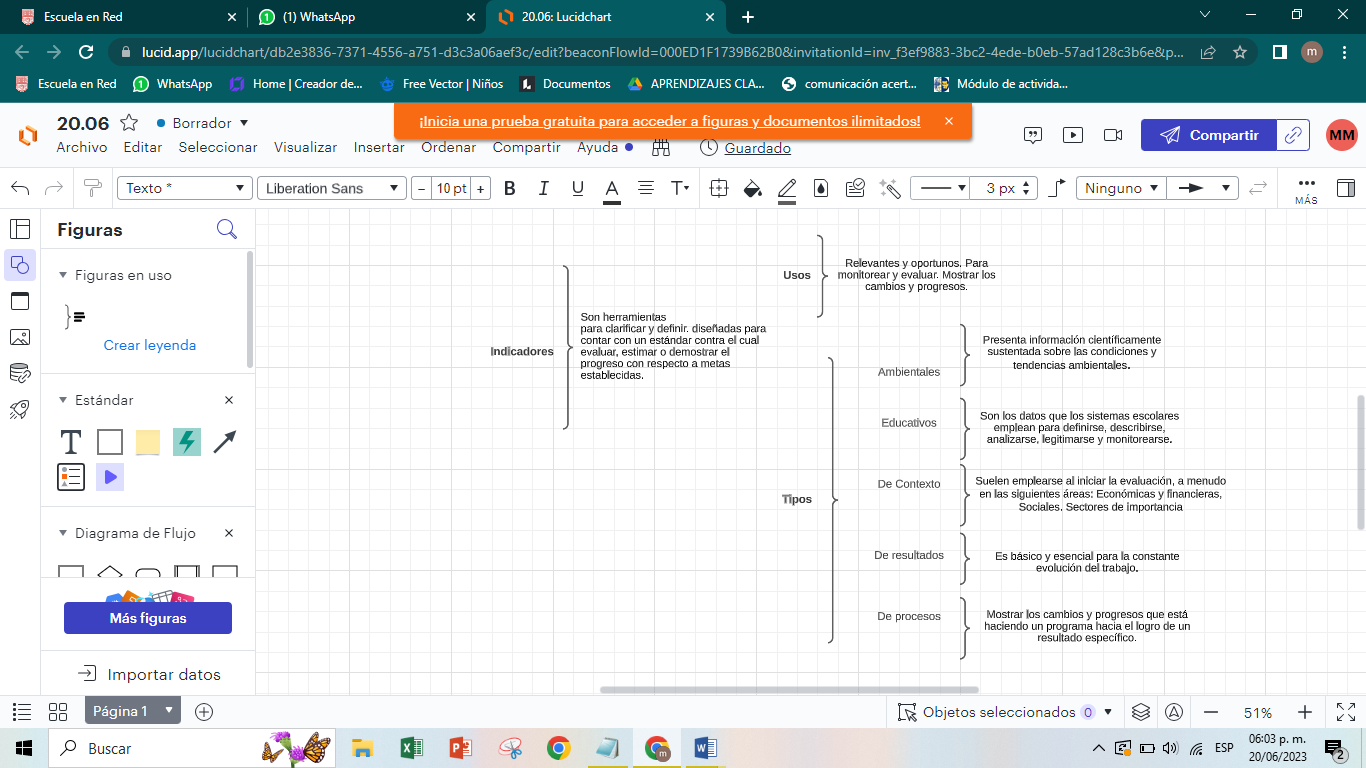 Escuela en Red
(1) WhatsApp
20.06: Lucidchart
lucid.app/lucidchart/db2e3836-7371-4556-a751-d3c3a06aef3c/edit?beaconFlowId=000ED1F1739B62B0&invitationId=inv_f3ef9883-3bc2-4ede-b0eb-57ad128c3b6e&p...
m
Escuela en Red
WhatsApp
Home | Creador de...
Free Vector | Niños
Documentos
APRENDIZAJES CLA...
comunicación acert...
Módulo de activida...
20.06
Borrador
¡Inicia una prueba gratuita para acceder a figuras y documentos ilimitados!
Archivo
Editar
Seleccionar
Visualizar
Insertar
Ordenar
Compartir
Ayuda
Guardado
Compartir
MM
Texto *
Liberation Sans
10 pt
B
I
U
A
T
3 px
Ninguno
MÁS
Figuras
Figuras en uso
Crear leyenda
Estándar
T
Diagrama de Flujo
Más figuras
Importar datos
Indicadores
Son herramientas
para clarificar y definir. diseñadas para
contar con un estándar contra el cual
evaluar, estimar o demostrar el
progreso con respecto a metas
establecidas.
Usos
Relevantes y oportunos. Para
monitorear y evaluar. Mostrar los
cambios y progresos.
Tipos
Ambientales
Presenta información científicamente
sustentada sobre las condiciones y
tendencias ambientales.
Educativos
Son los datos que los sistemas escolares
emplean para definirse, describirse,
analizarse, legitimarse y monitorearse.
De Contexto
Suelen emplearse al iniciar la evaluación, a menudo
en las siguientes áreas: Económicas y financieras,
Sociales. Sectores de importancia
De resultados
Es básico y esencial para la constante
evolución del trabajo.
De procesos
Mostrar los cambios y progresos que está
haciendo un programa hacia el logro de un
resultado específico.
Página 1
Objetos seleccionados 0
51%
Buscar
ESP
06:03 p. m.
20/06/2023
2